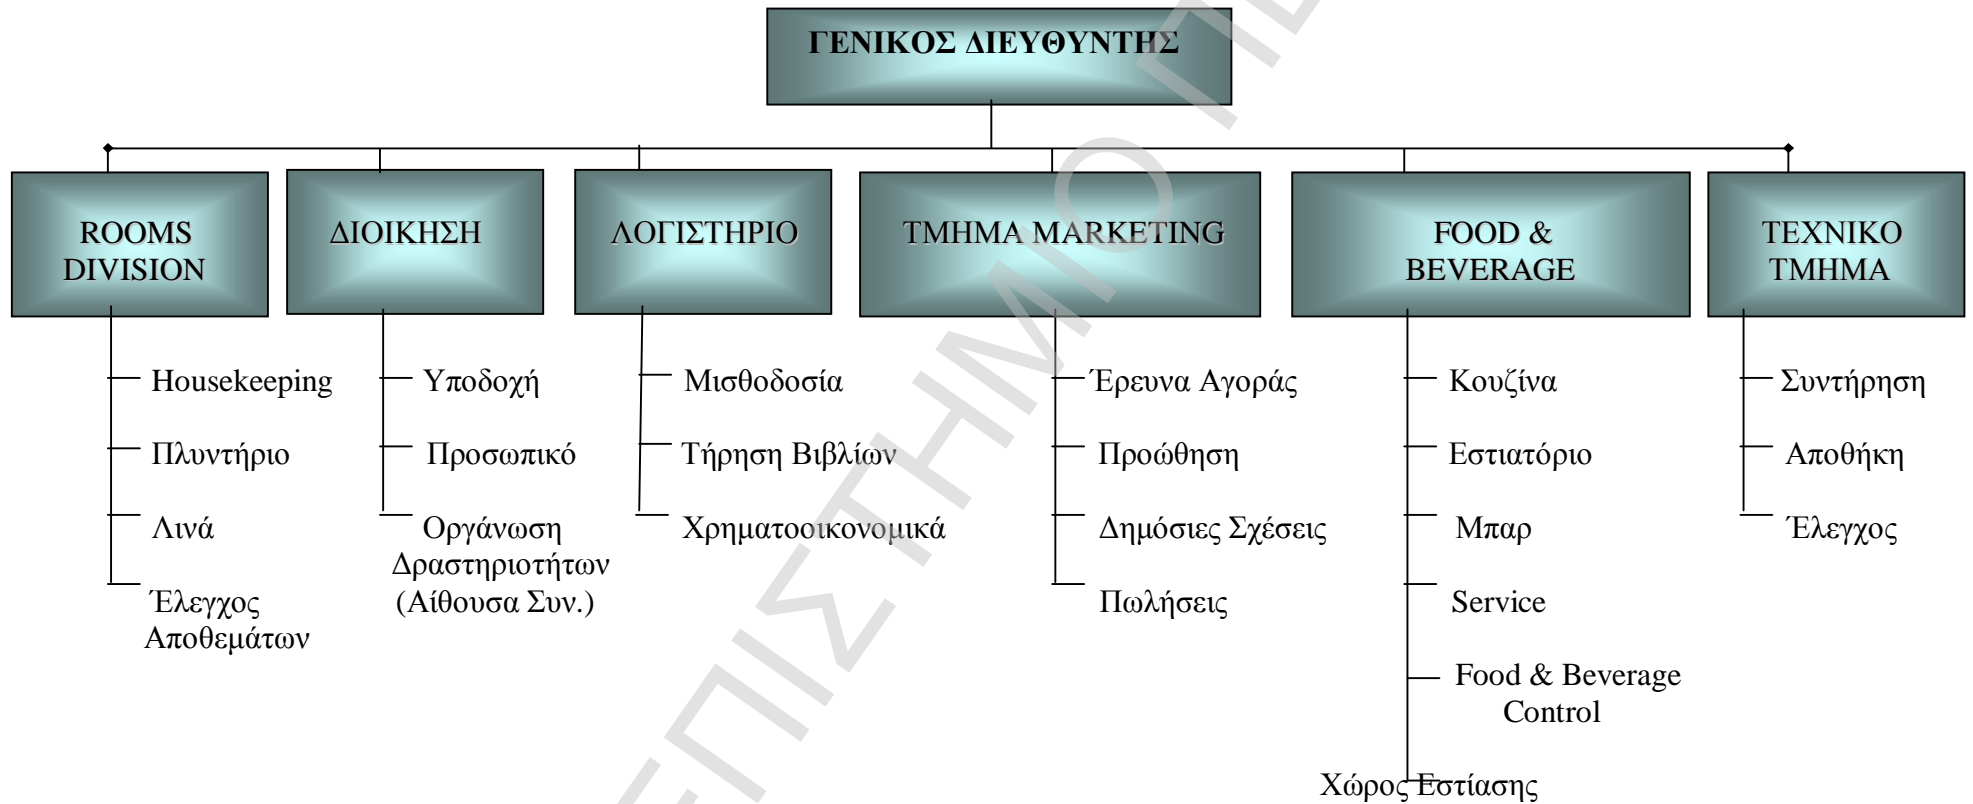 ΓΕΝΙΚΟΣ ΔΙΕΥΘΥΝΤΗΣ
ROOMS
DIVISION
Housekeeping
Πλυντήριο
Λινά
Έλεγχος
Αποθεμάτων
ΔΙΟΙΚΗΣΗ
Υποδοχή
Προσωπικό
Οργάνωση
Δραστηριοτήτων
(Αίθουσα Συν.)
ΛΟΓΙΣΤΗΡΙΟ
Μισθοδοσία
Τήρηση Βιβλίων
Χρηματοοικονομικά
ΤΜΗΜΑ MARKETING
Έρευνα Αγοράς
Προώθηση
Δημόσιες Σχέσεις
Πωλήσεις
FOOD &
BEVERAGE
Κουζίνα
Εστιατόριο
Μπαρ
Service
Food & Beverage
Control
Χώρος Εστίασης
ΤΕΧΝΙΚΟ
ΤΜΗΜΑ
Συντήρηση
Αποθήκη
Έλεγχος